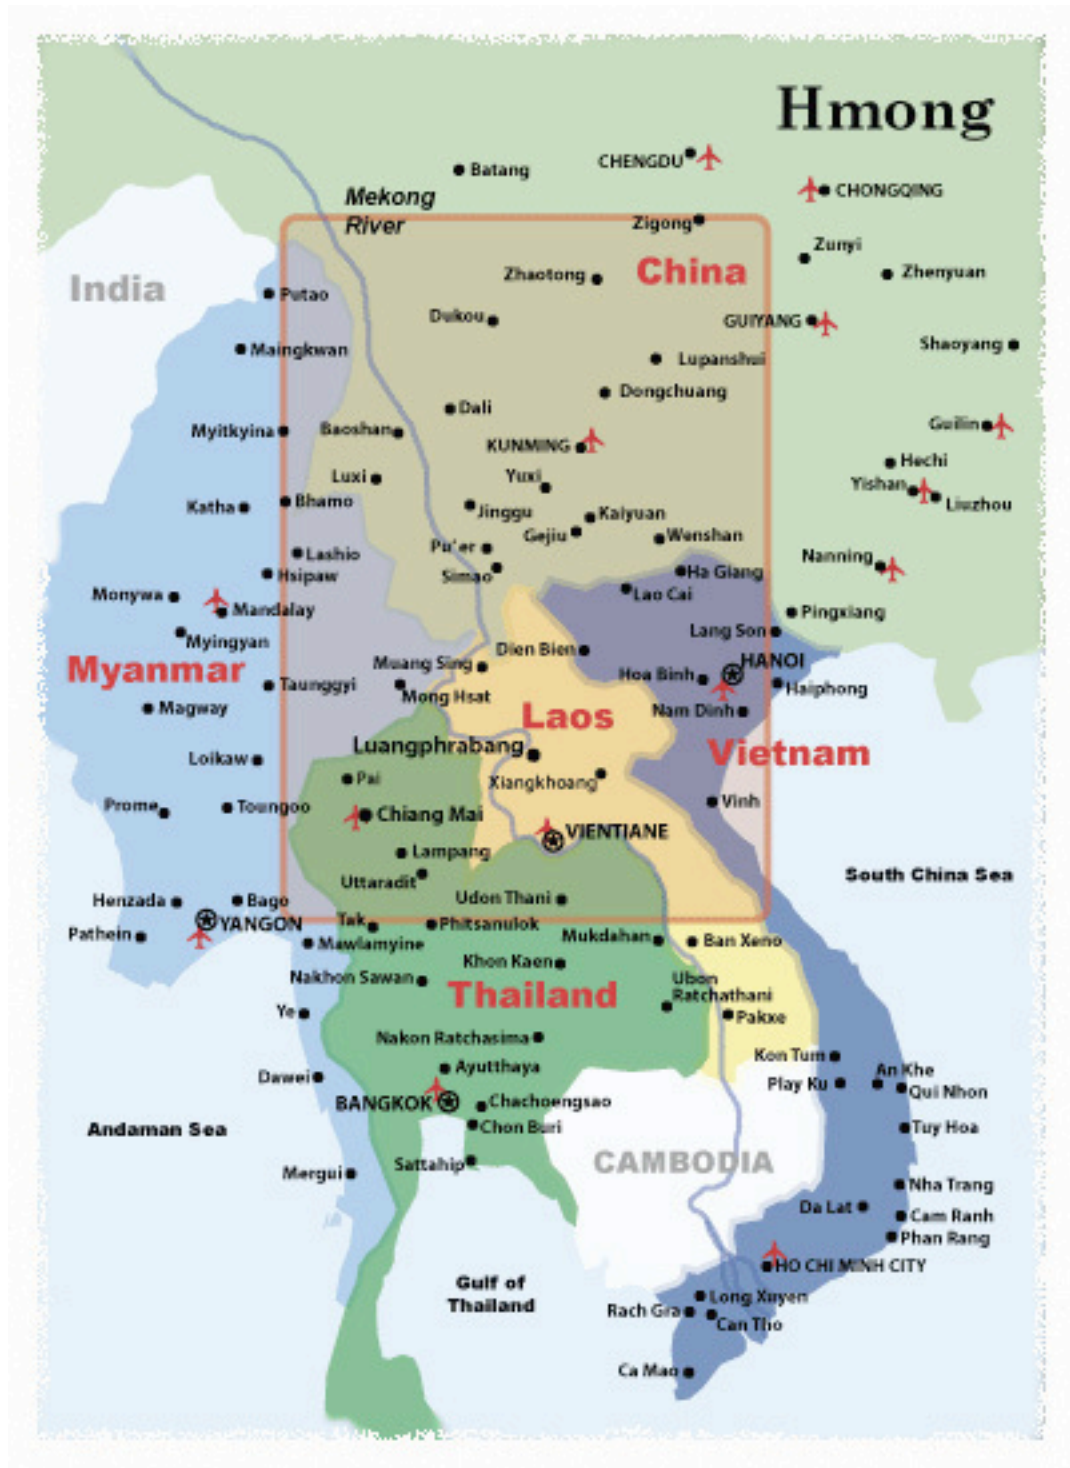 Hmong
CHENGDU
Batang
CHONGQING
Mekong
River
Zigong
Zunyi
China
Zhaotong
Zhenyuan
India
Putao
Dukou
GUIYANG
Shaoyang
Maingkwan
Lupanshui
Dongchuang
Dali
Guilin
Myitkyina
Baoshan
KUNMING
Hechi
Luxi
Yuxi
Yishan
Katha
Bhamo
Jinggu
Kaiyuan
Liuzhou
Gejiu
Wenshan
Lashio
Pu'er
Nanning
Hsipaw
Simao
Ha Giang
Monywa
Lao Cai
Mandalay
Pingxiang
Myingyan
Lang Son
Dien Bien
HANOI
Myanmar
Muang Sing
Hoa Binh
Taunggyi
Mong Hsat
Haiphong
Magway
Laos
Nam Dinh
Luangphrabang
Vietnam
Loikaw
Pai
Xiangkhoang
Prome
Toungoo
Chiang Mai
Vinh
VIENTIANE
Lampang
Uttaradit
South China Sea
Henzada
Bago
Udon Thani
YANGON
Tak
Phitsanulok
Pathein
Mawlamyine
Mukdahan
Ban Xeno
Khon Kaen
Nakhon Sawan
Thailand
Ubon
Ratchathani
Ye
Pakxe
Nakon Ratchasima
Kon Tum
Ayutthaya
An Khe
Dawei
Play Ku
Qui Nhon
BANGKOK
Chachoengsao
Andaman Sea
Chon Buri
Tuy Hoa
Sattahip
CAMBODIA
Mergui
Nha Trang
Da Lat
Cam Ranh
Phan Rang
HO CHI MINH CITY
Gulf of
Thailand
Long Xuyen
Rach Gra
Can Tho
Ca Mao